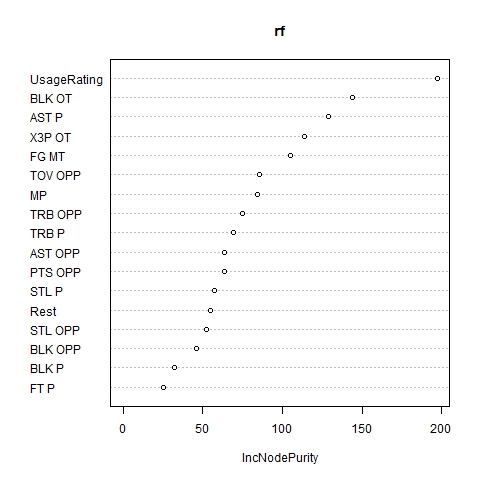 rf
UsageRating
BLK OT
AST P
X3P OT
FG MT
TOV OPP
MP
TRB OPP
TRB P
AST OPP
PTS OPP
STL P
Rest
STL OPP
BLK OPP
BLK P
FT P
0 50 100 150 200
IncNodePurity